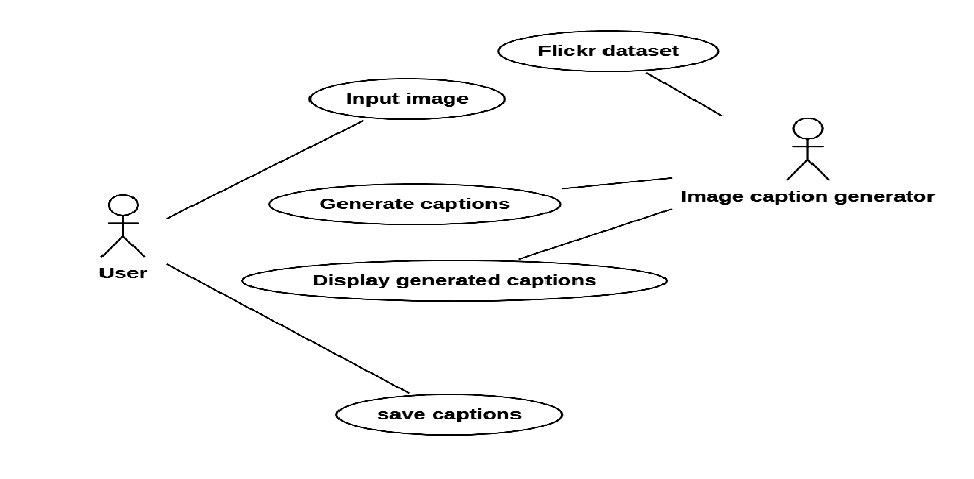 Flickr dataset
Input image
Image caption generator
Generate captions
User
Display generated captions
save captions